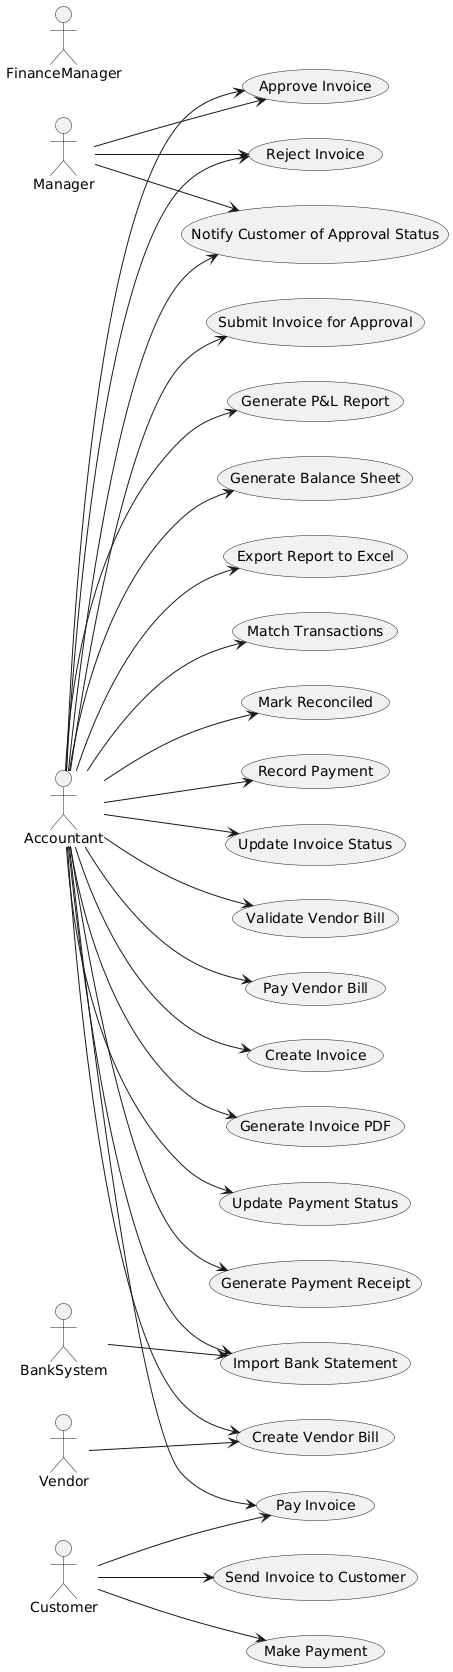 FinanceManager
Approve Invoice
Manager
Reject Invoice
Notify Customer of Approval Status
Submit Invoice for Approval
Generate P&L Report
Generate Balance Sheet
Export Report to Excel
Match Transactions
Mark Reconciled
Record Payment
Accountant
Update Invoice Status
Validate Vendor Bill
Pay Vendor Bill
Create Invoice
Generate Invoice PDF
Update Payment Status
Generate Payment Receipt
BankSystem
Import Bank Statement
Create Vendor Bill
Vendor
Pay Invoice
Send Invoice to Customer
Customer
Make Payment